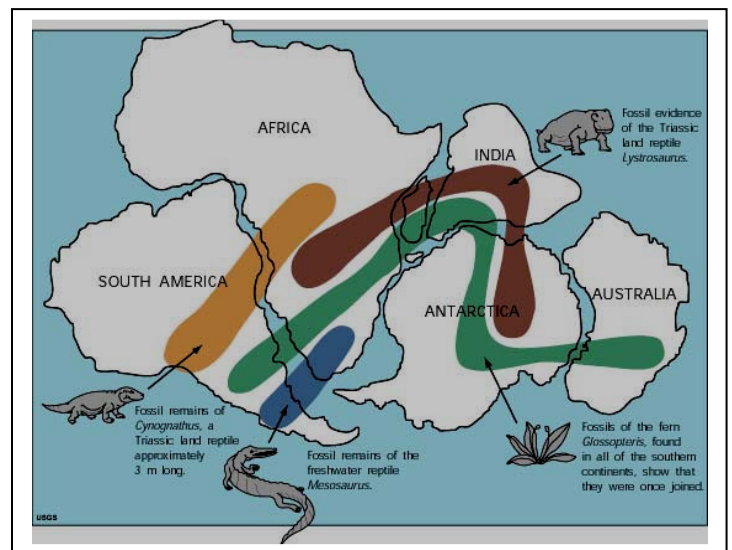 AFRICA
INDIA
Fossil evidence
of the Triassic
land reptile
Lystrosaurus.
SOUTH AMERICA
ANTARCTICA
AUSTRALIA
Fossil remains of
Cynognathus, a
Triassic land reptile
approximately
3 m long.
Fossil remains of the
freshwater reptile
Mesosaurus.
Fossils of the fern
Glossopteris, found
in all of the southern
continents, show that
they were once joined.
USGS